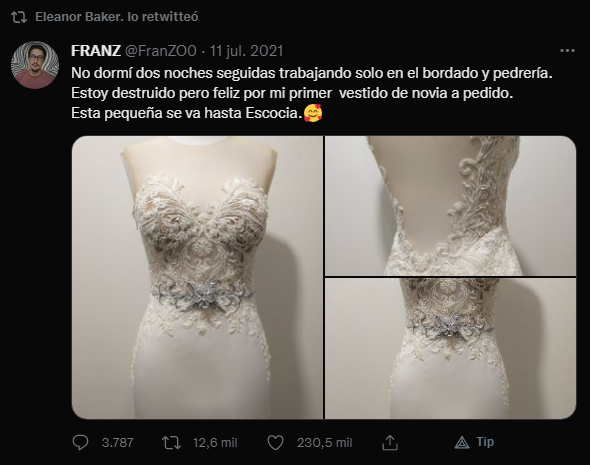 Eleanor Baker. lo retwitteó
FRANZ @FranZO0 · 11 jul. 2021
No dormí dos noches seguidas trabajando solo en el bordado y pedrería.
Estoy destruido pero feliz por mi primer vestido de novia a pedido.
Esta pequeña se va hasta Escocia.🥰
3.787 12,6 mil 230,5 mil Tip